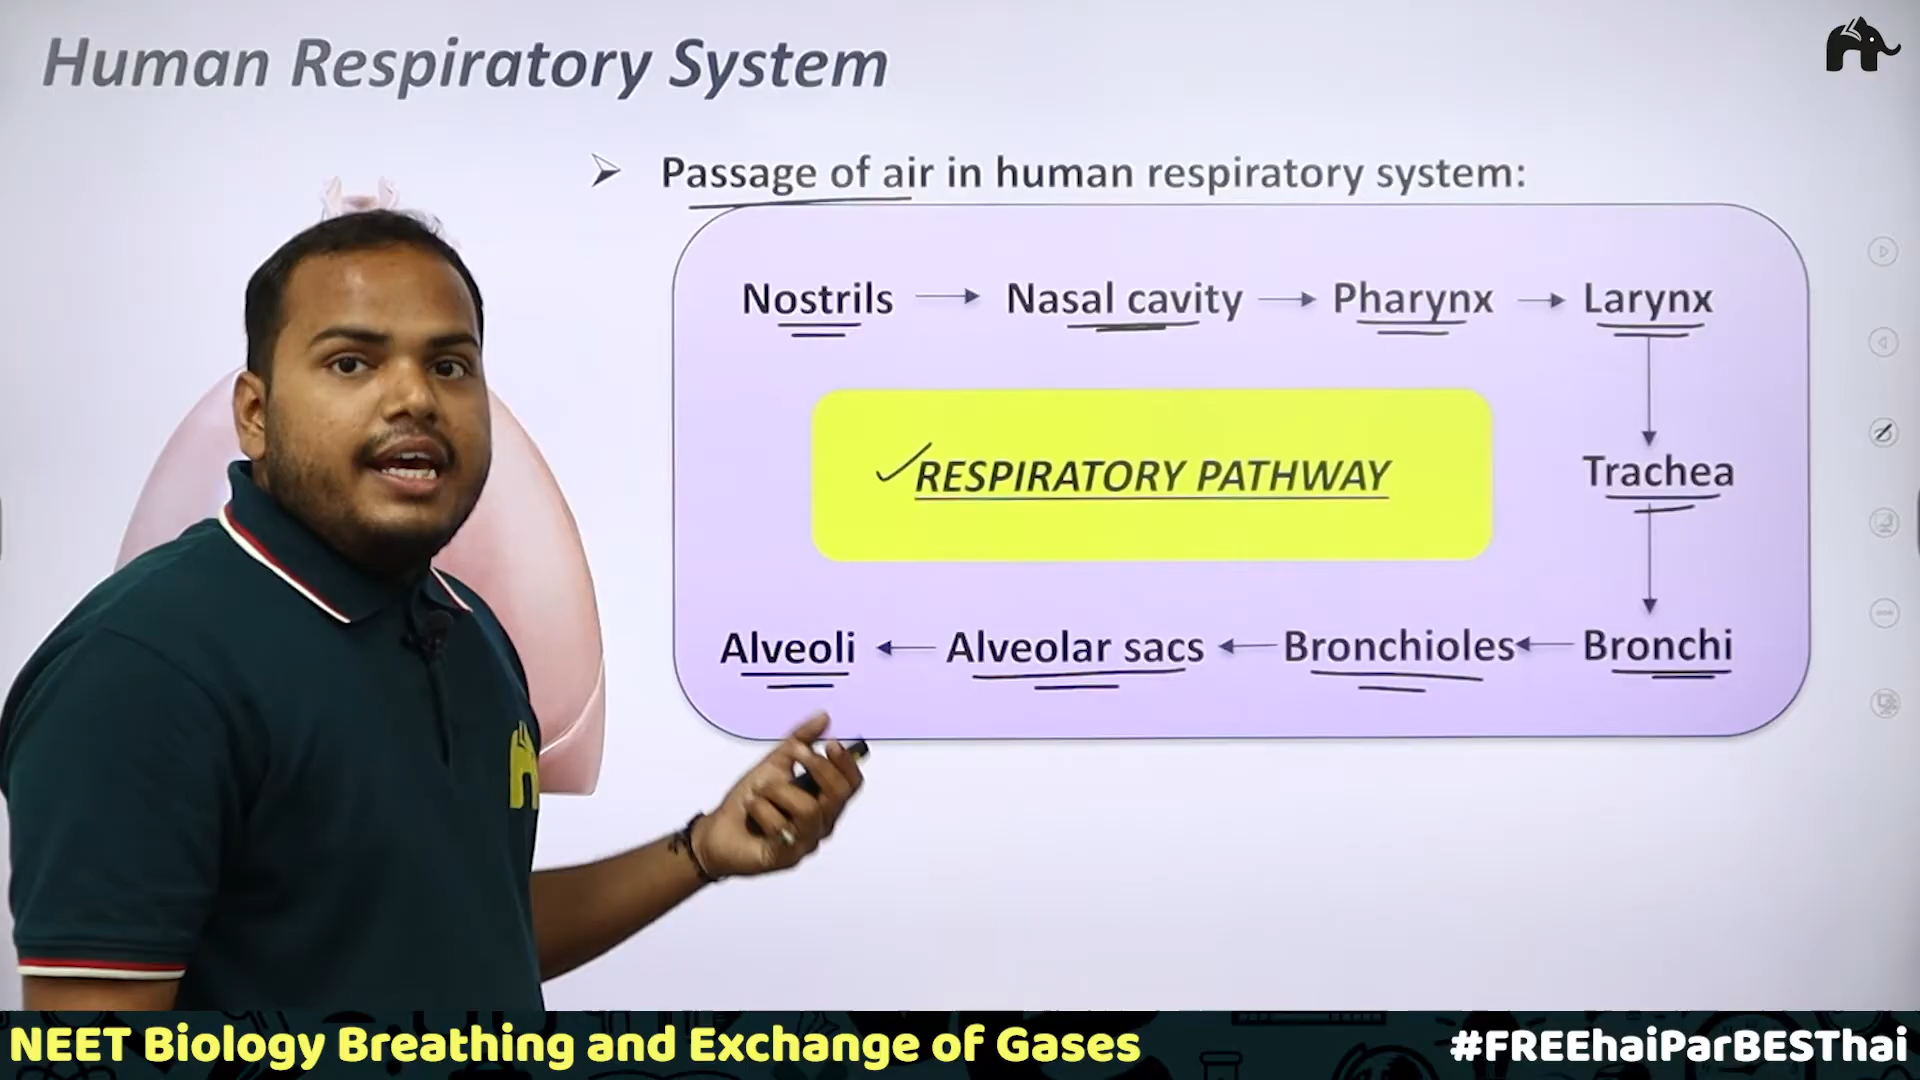 Human Respiratory System
➢ Passage of air in human respiratory system:
Nostrils → Nasal cavity → Pharynx → Larynx
✓RESPIRATORY PATHWAY
Trachea
Alveoli ← Alveolar sacs ← Bronchioles ← Bronchi
NEET Biology Breathing and Exchange of Gases
#FREEhaiParBESThai